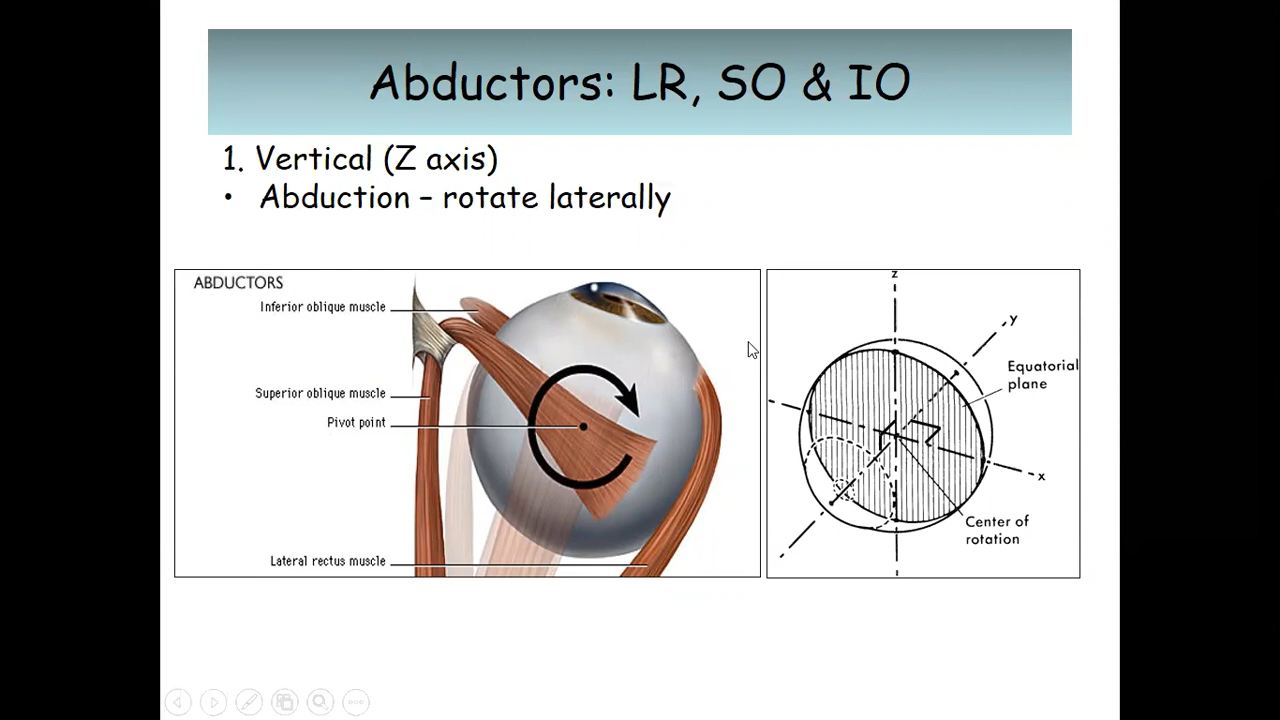 Abductors: LR, SO & IO
1. Vertical (Z axis)
• Abduction – rotate laterally
ABDUCTORS
Inferior oblique muscle
Superior oblique muscle
Pivot point
Lateral rectus muscle
z
y
Equatorial
plane
x
Center of
rotation